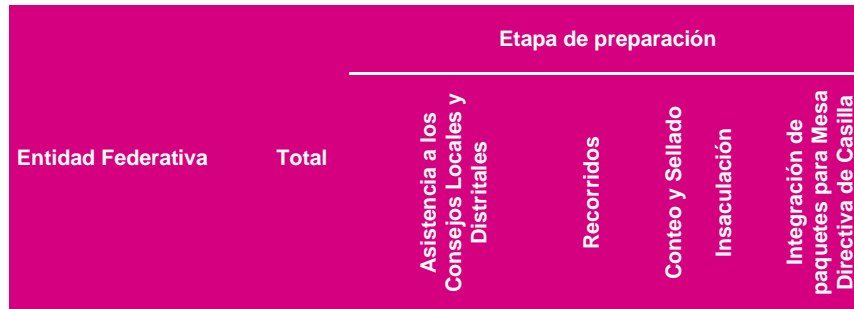 Etapa de preparación
Entidad Federativa
Total
Asistencia a los
Consejos Locales y
Distritales
Recorridos
Conteo y Sellado
Insaculación
Integración de
paquetes para Mesa
Directiva de Casilla